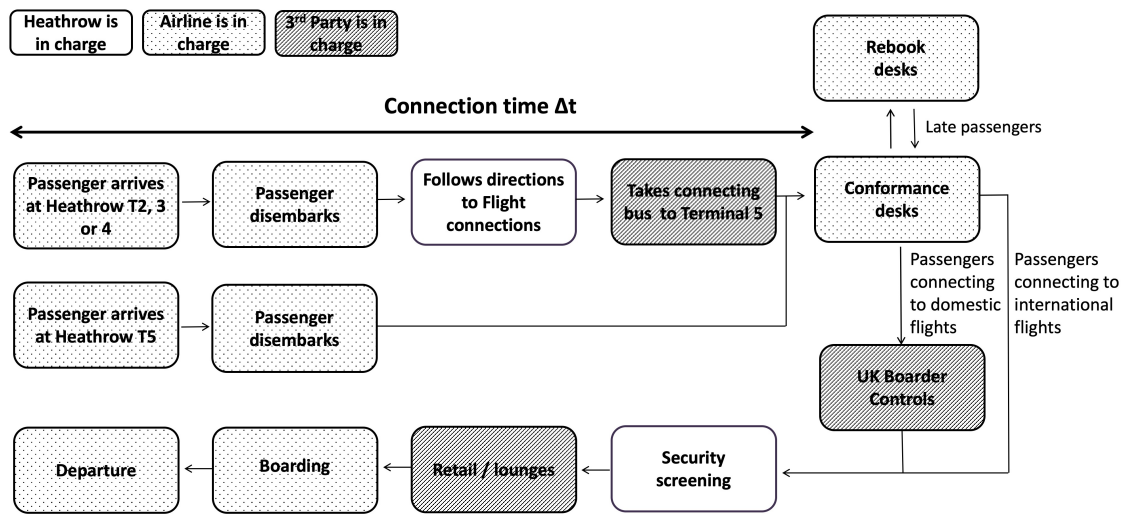 Heathrow is
in charge
Airline is in
charge
3rd Party is in
charge
Rebook
desks
Connection time Δt
Late passengers
Passenger arrives
at Heathrow T2, 3
or 4
Passenger
disembarks
Follows directions
to Flight
connections
Takes connecting
bus to Terminal 5
Conformance
desks
Passengers
connecting
to domestic
flights
Passengers
connecting to
international
flights
Passenger arrives
at Heathrow T5
Passenger
disembarks
UK Boarder
Controls
Departure
Boarding
Retail / lounges
Security
screening